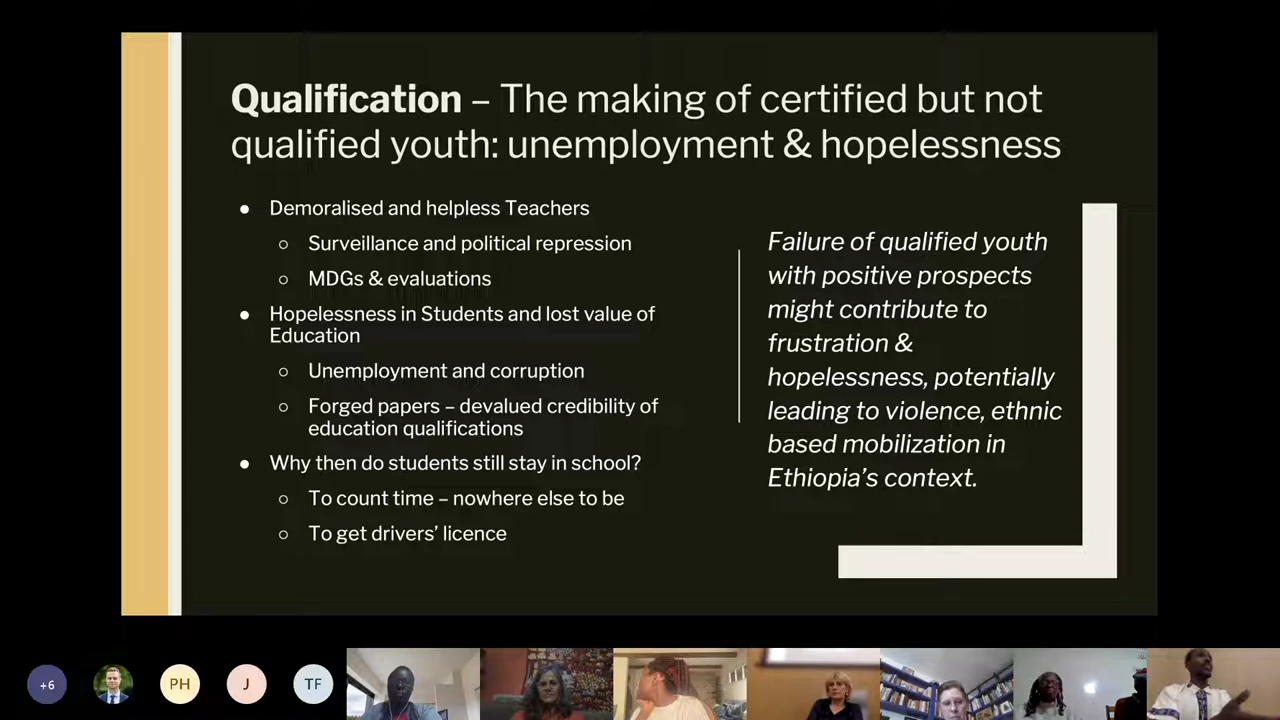 Qualification – The making of certified but not
qualified youth: unemployment & hopelessness
● Demoralised and helpless Teachers
○ Surveillance and political repression
○ MDGs & evaluations
● Hopelessness in Students and lost value of
Education
○ Unemployment and corruption
○ Forged papers – devalued credibility of
education qualifications
● Why then do students still stay in school?
○ To count time – nowhere else to be
○ To get drivers’ licence
Failure of qualified youth
with positive prospects
might contribute to
frustration &
hopelessness, potentially
leading to violence, ethnic
based mobilization in
Ethiopia’s context.
+6
PH
J
TF